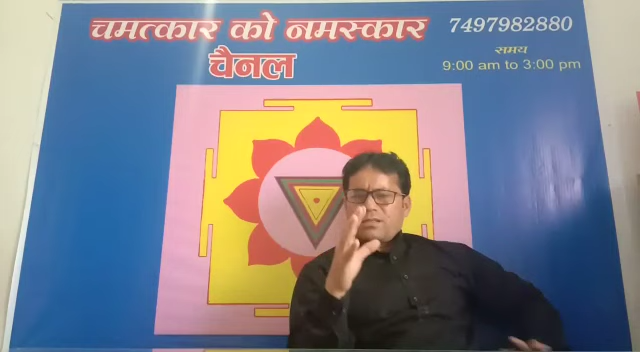 चमत्कार को नमस्कार
चैनल
7497982880
समय
9:00 am to 3:00 pm